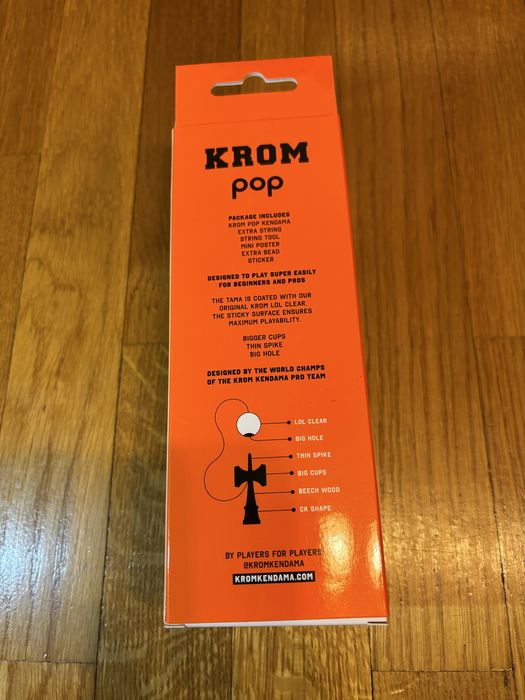 KROM
pop
PACKAGE INCLUDES
KROM POP KENDAMA
EXTRA STRING
STRING TOOL
MINI POSTER
EXTRA BEAD
STICKER
DESIGNED TO PLAY SUPER EASILY
FOR BEGINNERS AND PROS
THE TAMA IS COATED WITH OUR
ORIGINAL KROM LOL CLEAR.
THE STICKY SURFACE ENSURES
MAXIMUM PLAYABILITY.
BIGGER CUPS
THIN SPIKE
BIG HOLE
DESIGNED BY THE WORLD CHAMPS
OF THE KROM KENDAMA PRO TEAM
LOL CLEAR
BIG HOLE
THIN SPIKE
BIG CUPS
BEECH WOOD
CK SHAPE
BY PLAYERS FOR PLAYERS
@KROMKENDAMA
KROMKENDAMA.COM